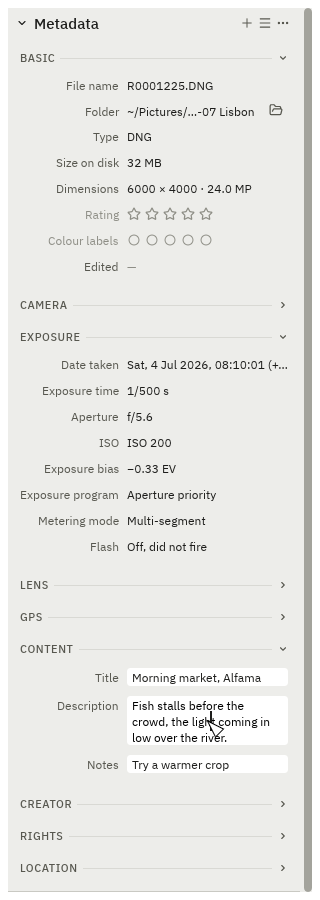 Metadata
BASIC
File name R0001225.DNG
Folder ~/Pictures/...-07 Lisbon
Type DNG
Size on disk 32 MB
Dimensions 6000 × 4000 · 24.0 MP
Rating
Colour labels
Edited —
CAMERA
EXPOSURE
Date taken Sat, 4 Jul 2026, 08:10:01 (+...
Exposure time 1/500 s
Aperture f/5.6
ISO ISO 200
Exposure bias −0.33 EV
Exposure program Aperture priority
Metering mode Multi-segment
Flash Off, did not fire
LENS
GPS
CONTENT
Title Morning market, Alfama
Description Fish stalls before the
crowd, the light coming in
low over the river.
Notes Try a warmer crop
CREATOR
RIGHTS
LOCATION